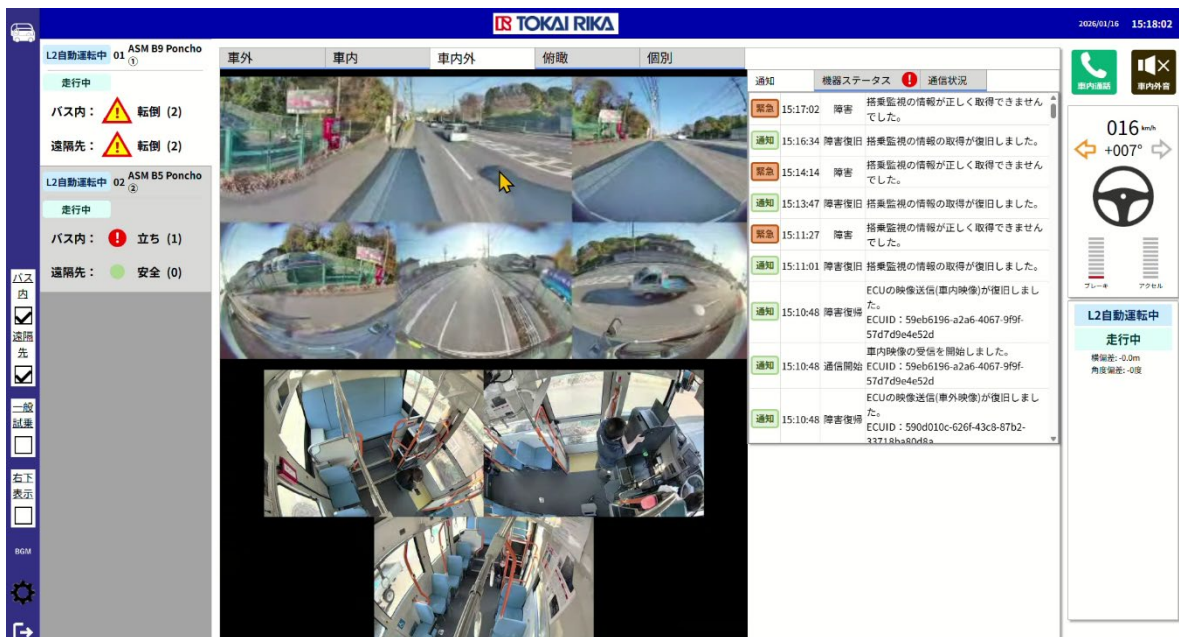 TOKAI RIKA
2026/01/16 15:18:02
L2自動運転中 01 ASM B9 Poncho ①
走行中
バス内： 転倒 (2)
遠隔先： 転倒 (2)
L2自動運転中 02 ASM B5 Poncho ②
走行中
バス内： 立ち (1)
遠隔先： 安全 (0)
バス
内
遠隔
先
一般
試乗
右下
表示
BGM
車外 車内 車内外 俯瞰 個別
通知 機器ステータス 通信状況
緊急 15:17:02 障害 搭乗監視の情報が正しく取得できません
でした。
通知 15:16:34 障害復旧 搭乗監視の情報の取得が復旧しました。
緊急 15:14:14 障害 搭乗監視の情報が正しく取得できません
でした。
通知 15:13:47 障害復旧 搭乗監視の情報の取得が復旧しました。
緊急 15:11:27 障害 搭乗監視の情報が正しく取得できません
でした。
通知 15:11:01 障害復旧 搭乗監視の情報の取得が復旧しました。
通知 15:10:48 障害復帰 ECUの映像送信(車内映像)が復旧しまし
た。
ECUID：59eb6196-a2a6-4067-9f9f-
57d7d9e4e52d
通知 15:10:48 通信開始 車内映像の受信を開始しました。
ECUID：59eb6196-a2a6-4067-9f9f-
57d7d9e4e52d
通知 15:10:48 障害復帰 ECUの映像送信(車外映像)が復旧しまし
た。
ECUID：590d010c-626f-43c8-87b2-
33718ba80d8a
車内通話 車内外音
016 km/h
+007°
ブレーキ アクセル
L2自動運転中
走行中
横偏差: -0.0m
角度偏差: -0度